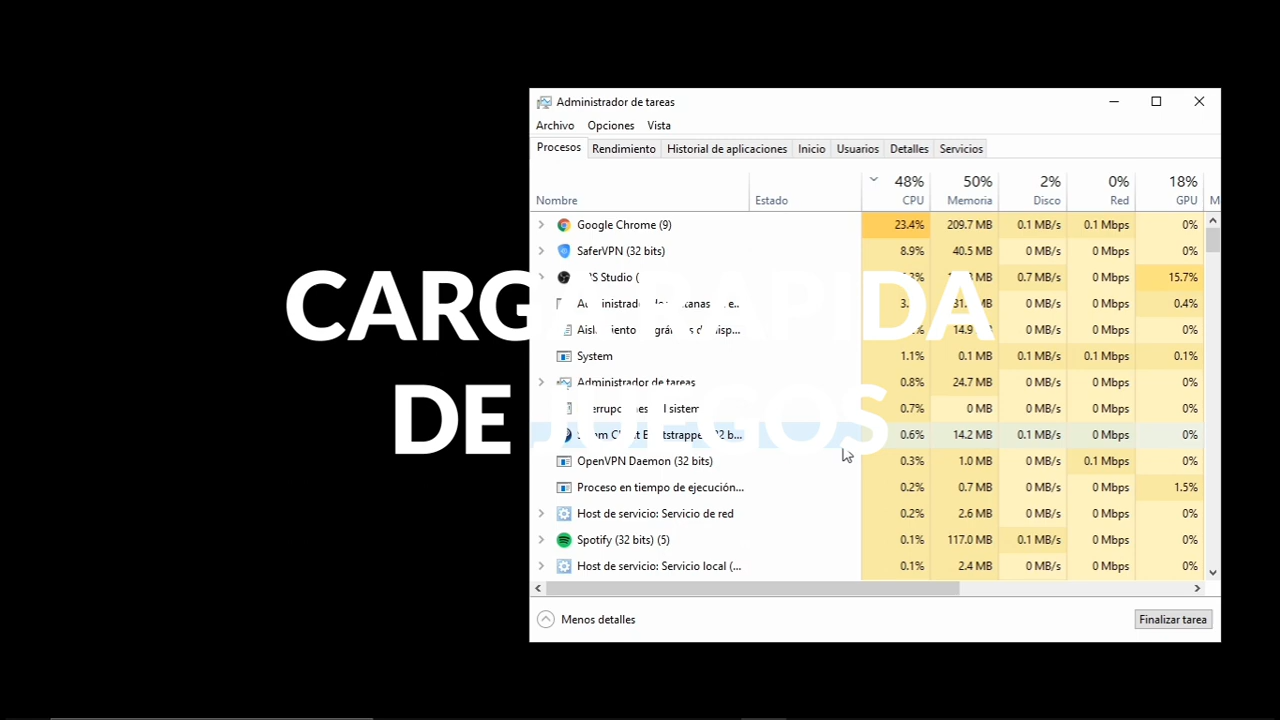 Administrador de tareas
Archivo Opciones Vista
Procesos Rendimiento Historial de aplicaciones Inicio Usuarios Detalles Servicios
48% 50% 2% 0% 18%
Nombre Estado CPU Memoria Disco Red GPU M
Google Chrome (9) 23.4% 209.7 MB 0.1 MB/s 0.1 Mbps 0%
SaferVPN (32 bits) 8.9% 40.5 MB 0 MB/s 0 Mbps 0%
Studio ( 0.7 MB/s 0 Mbps 15.7%
CARGA RAPIDA
0 MB/s 0 Mbps 0.4%
14.9 0 MB/s 0 Mbps 0%
System 1.1% 0.1 MB 0.1 MB/s 0.1 Mbps 0.1%
Administrador de tareas 0.8% 24.7 MB 0 MB/s 0 Mbps 0%
DE JUEGOS
0.7% 0 MB 0 MB/s 0 Mbps 0%
0.6% 14.2 MB 0.1 MB/s 0 Mbps 0%
OpenVPN Daemon (32 bits) 0.3% 1.0 MB 0 MB/s 0.1 Mbps 0%
Proceso en tiempo de ejecución... 0.2% 0.7 MB 0 MB/s 0 Mbps 1.5%
Host de servicio: Servicio de red 0.2% 2.6 MB 0 MB/s 0 Mbps 0%
Spotify (32 bits) (5) 0.1% 117.0 MB 0.1 MB/s 0 Mbps 0%
Host de servicio: Servicio local (... 0.1% 2.4 MB 0 MB/s 0 Mbps 0%
Menos detalles Finalizar tarea